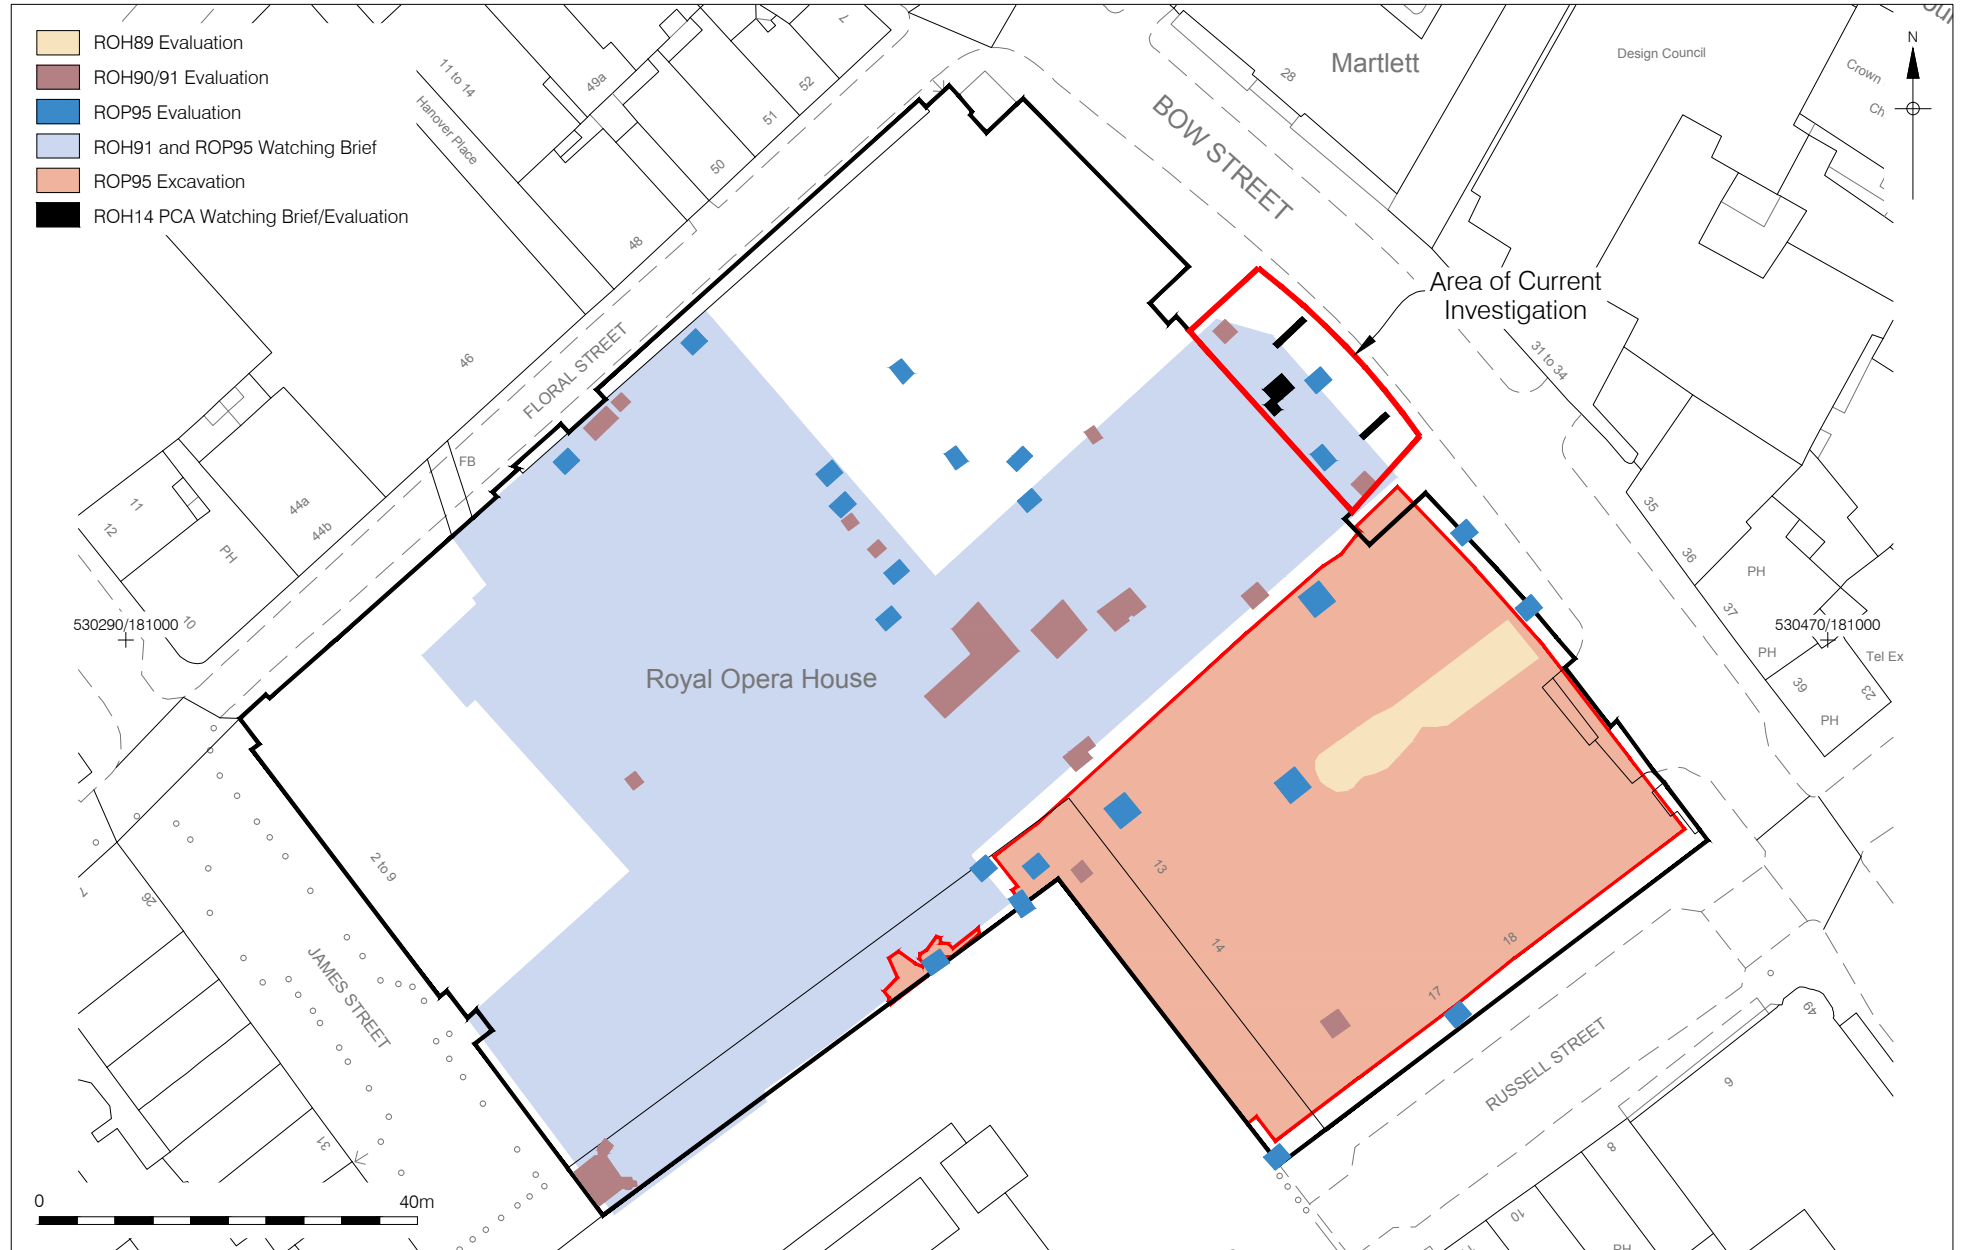 ROH89 Evaluation
ROH90/91 Evaluation
ROP95 Evaluation
ROH91 and ROP95 Watching Brief
ROP95 Excavation
ROH14 PCA Watching Brief/Evaluation
11 to 14
Hanover Place
49a
7
52
51
50
48
46
FLORAL STREET
FB
28
Martlett
BOW STREET
Design Council
Crown
Ch
N
Area of Current
Investigation
31 to 34
35
36
37
PH
PH
39
PH
23
Tel Ex
530470/181000
530290/181000
10
11
12
PH
44a
44b
Royal Opera House
2 to 9
7
26
JAMES STREET
31
13
14
18
17
RUSSELL STREET
49
9
8
10
PH
0
40m